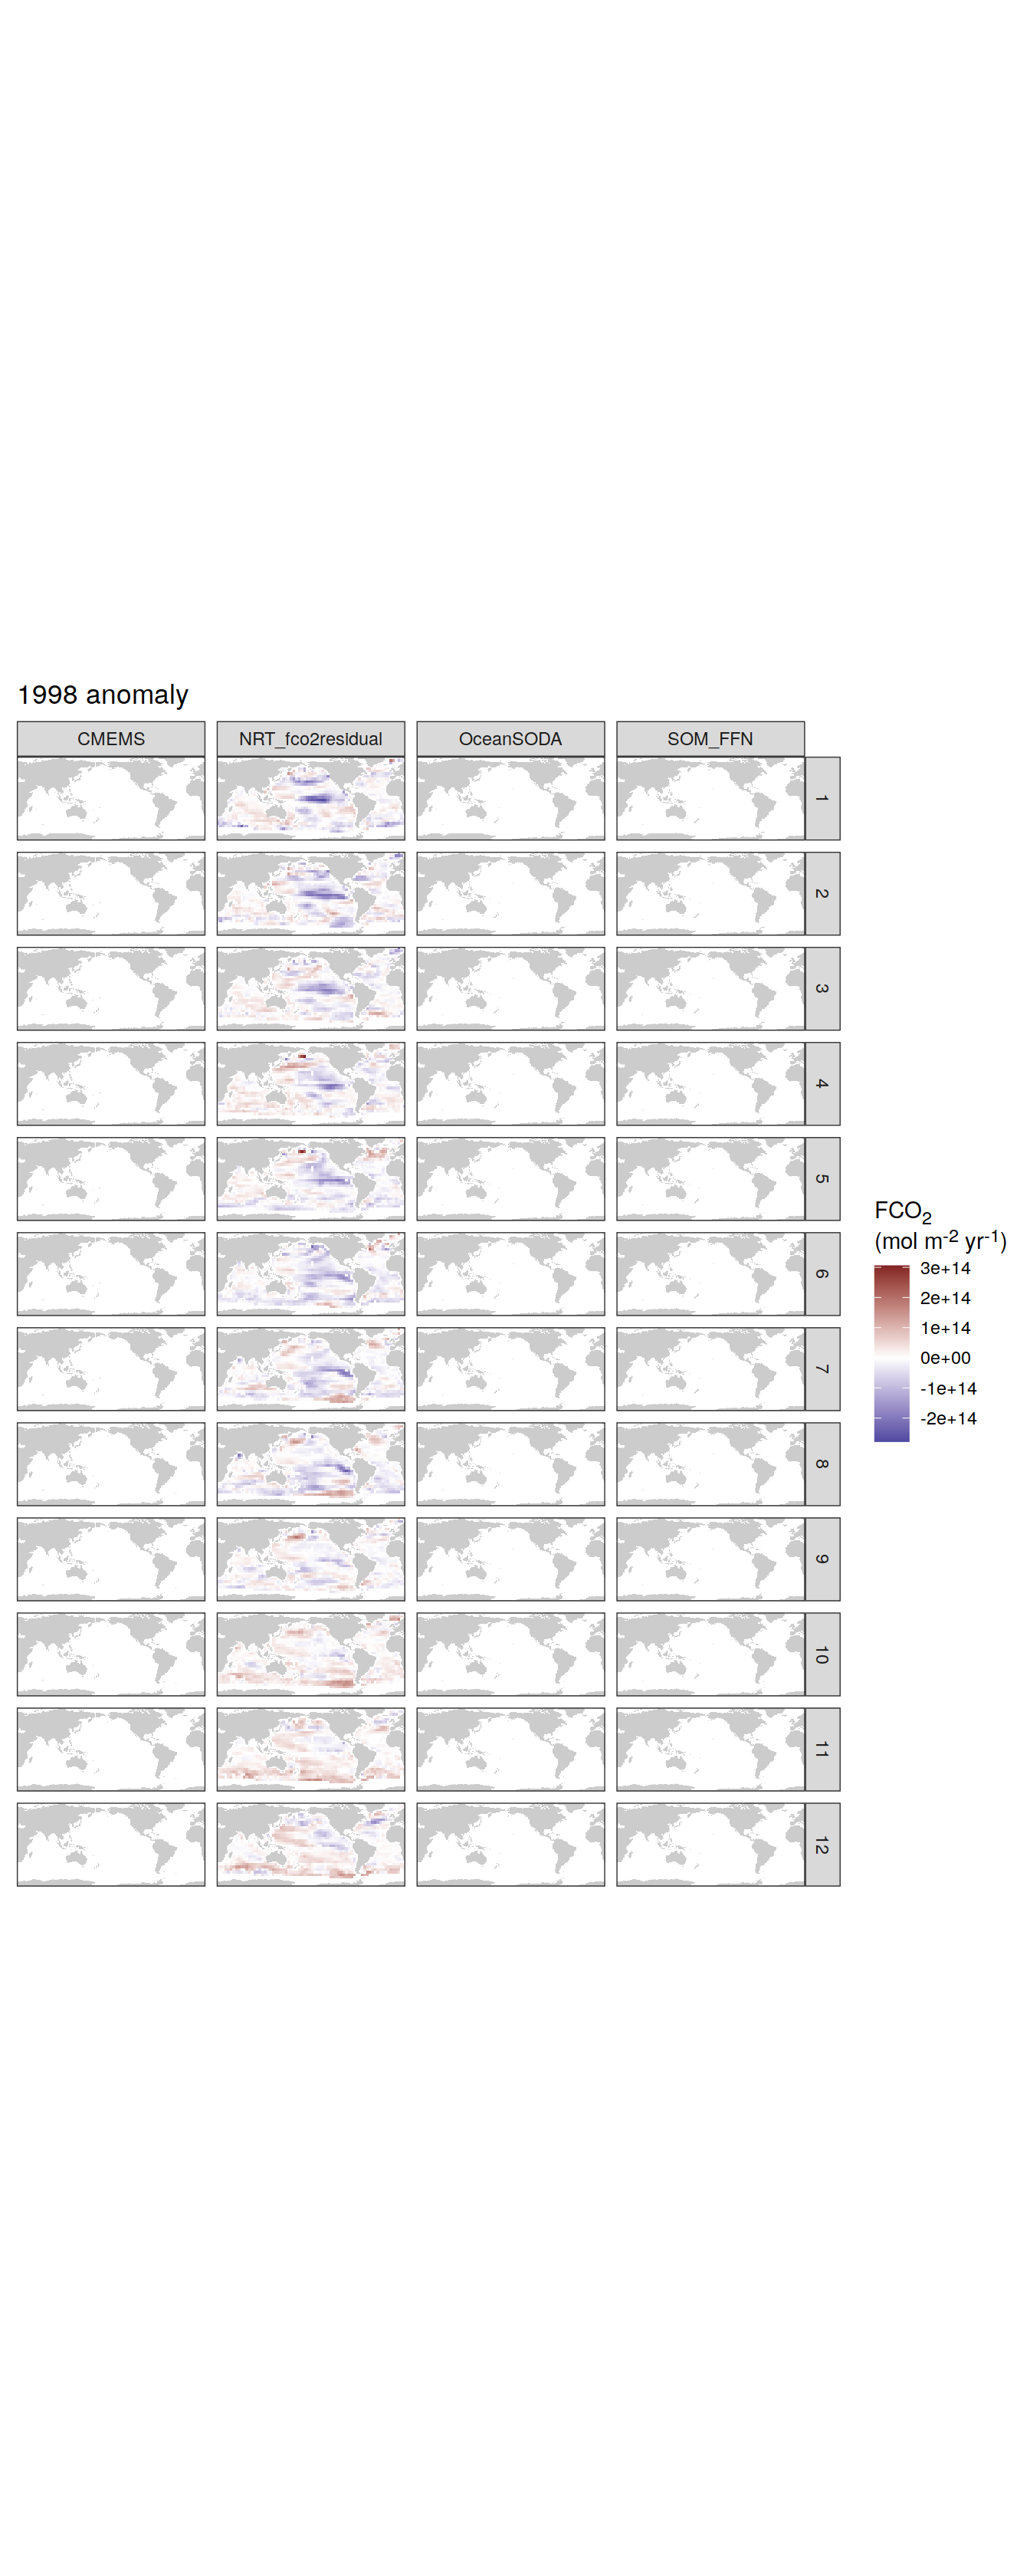 1998 anomaly
CMEMS
NRT_fco2residual
OceanSODA
SOM_FFN
1
2
3
4
5
6
7
8
9
10
11
12
FCO2
(mol m-2 yr-1)
3e+14
2e+14
1e+14
0e+00
-1e+14
-2e+14